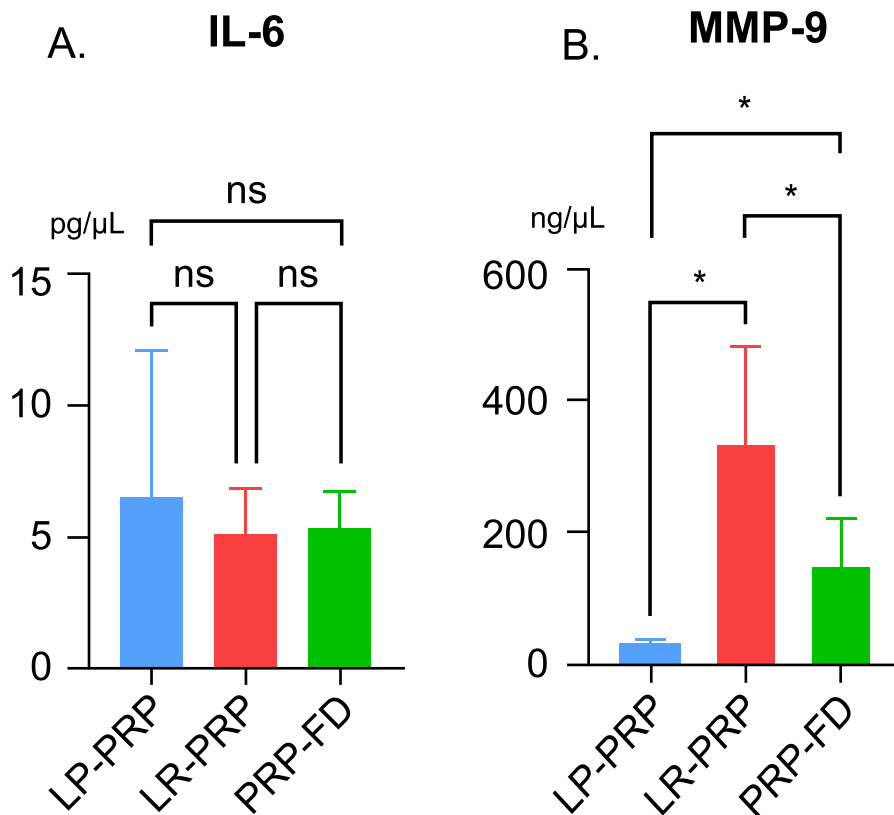 A.
IL-6
ns
pg/µL
ns
ns
15
10
5
0
LP-PRP
LR-PRP
PRP-FD
B.
MMP-9
*
*
ng/µL
*
600
400
200
0
LP-PRP
LR-PRP
PRP-FD